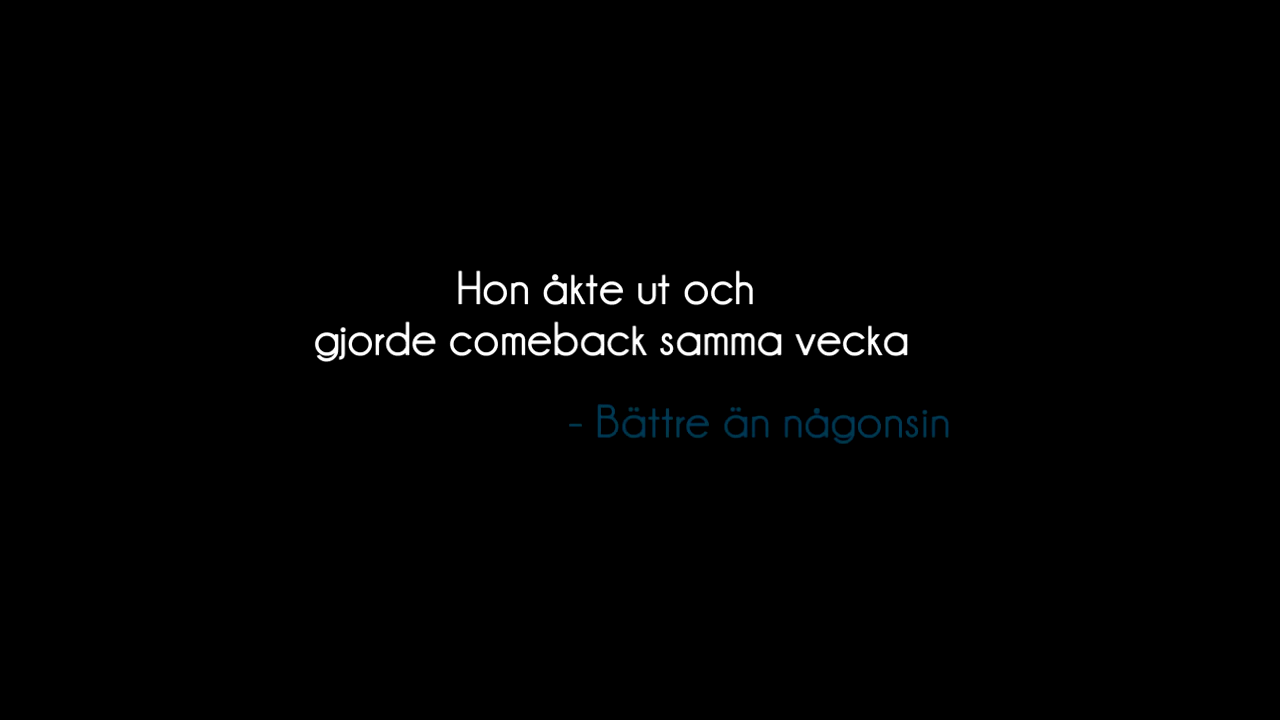 Hon åkte ut och
gjorde comeback samma vecka
- Bättre än någonsin